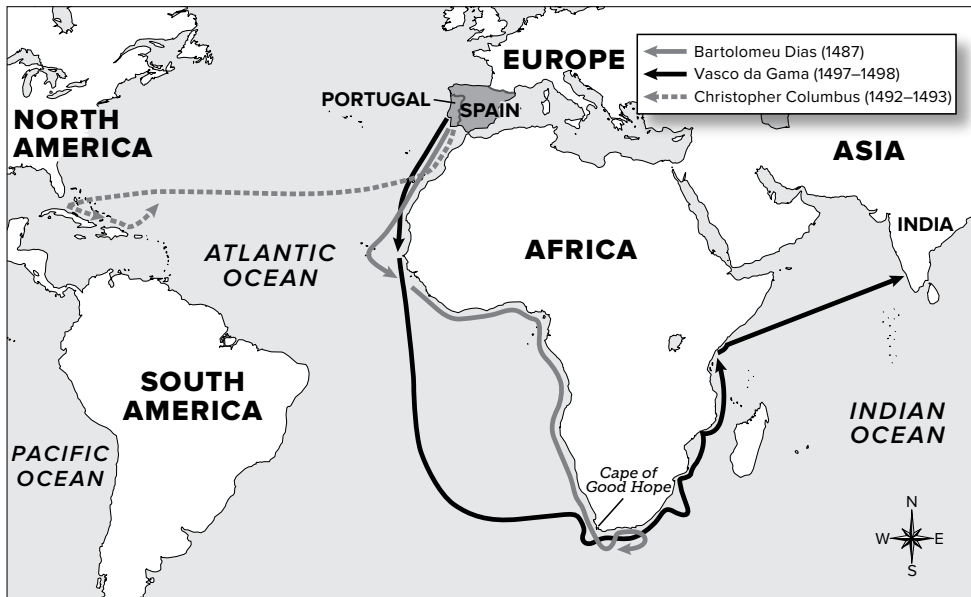 EUROPE
Bartolomeu Dias (1487)
Vasco da Gama (1497–1498)
Christopher Columbus (1492–1493)
PORTUGAL
SPAIN
NORTH
AMERICA
ASIA
INDIA
ATLANTIC
OCEAN
AFRICA
SOUTH
AMERICA
PACIFIC
OCEAN
INDIAN
OCEAN
Cape of
Good Hope
N
W
E
S